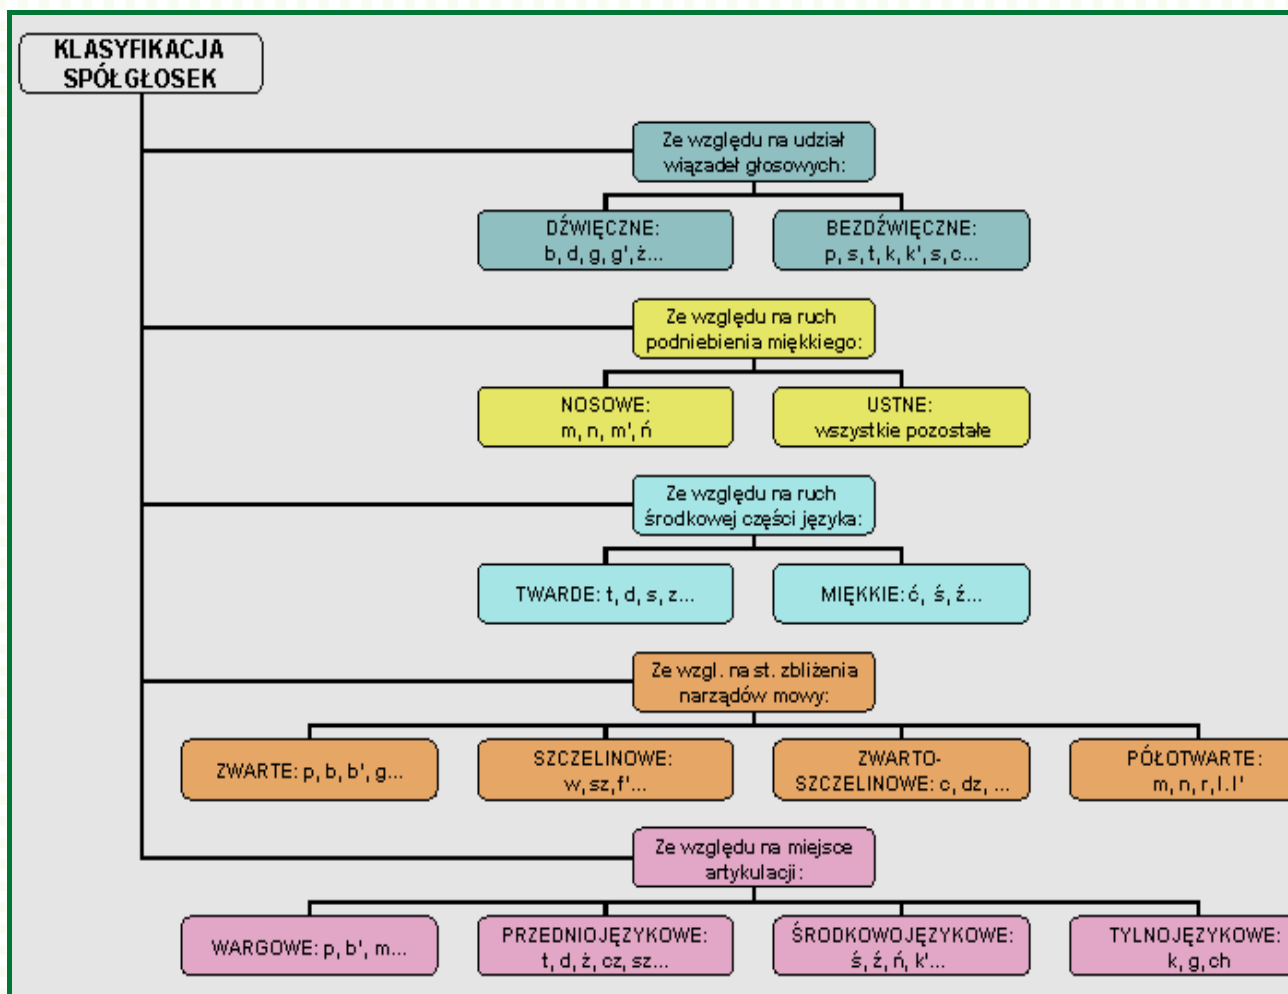 KLASYFIKACJA
SPÓŁGŁOSEK
Ze względu na udział
wiązadeł głosowych:
DŹWIĘCZNE:
b, d, g, g', ż...
BEZDŹWIĘCZNE:
p, s, t, k, k', s, c...
Ze względu na ruch
podniebienia miękkiego:
NOSOWE:
m, n, m', ń
USTNE:
wszystkie pozostałe
Ze względu na ruch
środkowej części języka:
TWARDE: t, d, s, z...
MIĘKKIE: ć, ś, ź...
Ze wzgl. na st. zbliżenia
narządów mowy:
ZWARTE: p, b, b', g...
SZCZELINOWE:
w, sz, f'...
ZWARTO-
SZCZELINOWE: c, dz, ...
PÓŁOTWARTE:
m, n, r, l. l'
Ze względu na miejsce
artykulacji:
WARGOWE: p, b', m...
PRZEDNIOJĘZYKOWE:
t, d, ż, cz, sz...
ŚRODKOWOJĘZYKOWE:
ś, ź, ń, k'...
TYLNOJĘZYKOWE:
k, g, ch